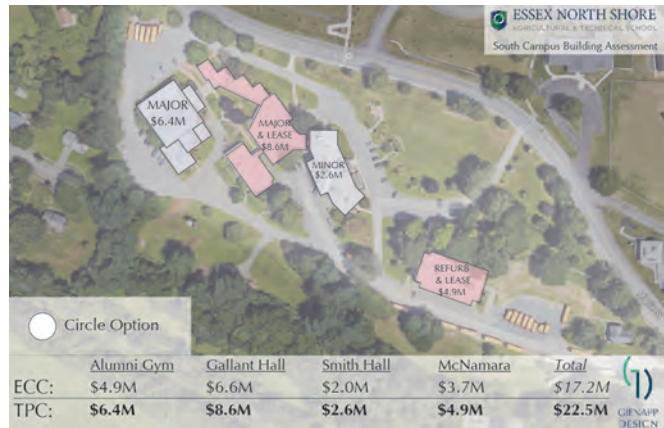 ESSEX NORTH SHORE
AGRICULTURAL & TECHNICAL SCHOOL
South Campus Building Assessment
MAJOR
$6.4M
MAJOR
& LEASE
$8.6M
MINOR
$2.6M
REFURB
& LEASE
$4.9M
Circle Option
Alumni Gym Gallant Hall Smith Hall McNamara Total
ECC: $4.9M $6.6M $2.0M $3.7M $17.2M
TPC: $6.4M $8.6M $2.6M $4.9M $22.5M
GIENAPP
DESIGN